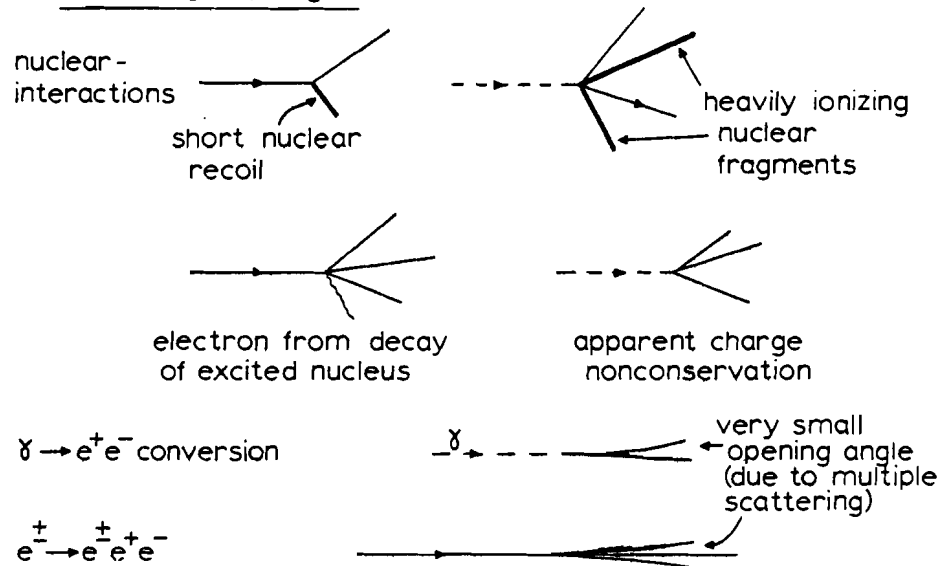 nuclear-
interactions
short nuclear
recoil
heavily ionizing
nuclear
fragments
electron from decay
of excited nucleus
apparent charge
nonconservation
γ → e⁺e⁻ conversion
γ
very small
opening angle
(due to multiple
scattering)
e± → e± e⁺e⁻